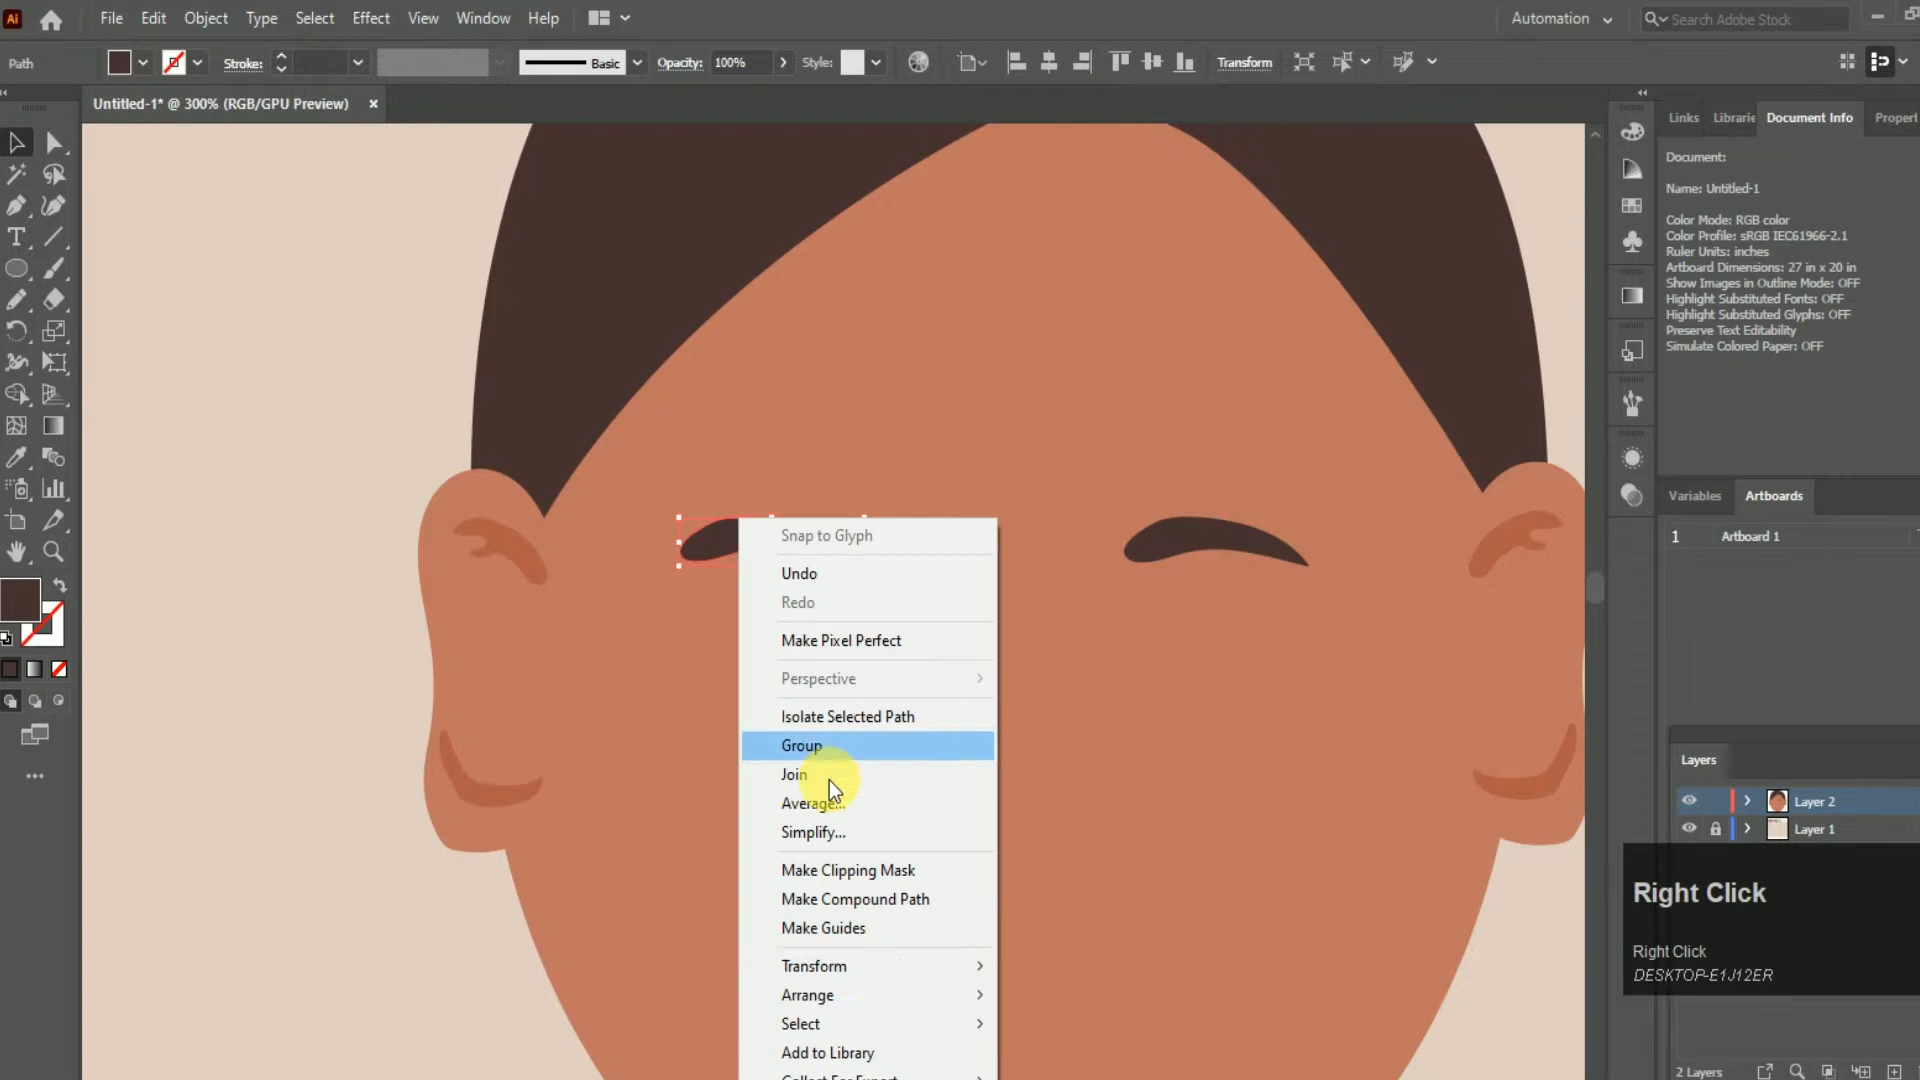 Ai File Edit Object Type Select Effect View Window Help Automation Search Adobe Stock
Path Stroke: Basic Opacity: 100% Style: Transform
Untitled-1* @ 300% (RGB/GPU Preview) ×
Links Librarie Document Info Propert
Document:
Name: Untitled-1
Color Mode: RGB color
Color Profile: sRGB IEC61966-2.1
Ruler Units: inches
Artboard Dimensions: 27 in x 20 in
Show Images in Outline Mode: OFF
Highlight Substituted Fonts: OFF
Highlight Substituted Glyphs: OFF
Preserve Text Editability
Simulate Colored Paper: OFF
Variables Artboards
1 Artboard 1
Snap to Glyph
Undo
Redo
Make Pixel Perfect
Perspective
Isolate Selected Path
Group
Join
Average...
Simplify...
Make Clipping Mask
Make Compound Path
Make Guides
Transform
Arrange
Select
Add to Library
Collect For Export
Layers
Layer 2
Layer 1
Right Click
Right Click
DESKTOP-E1J12ER
2 Layers